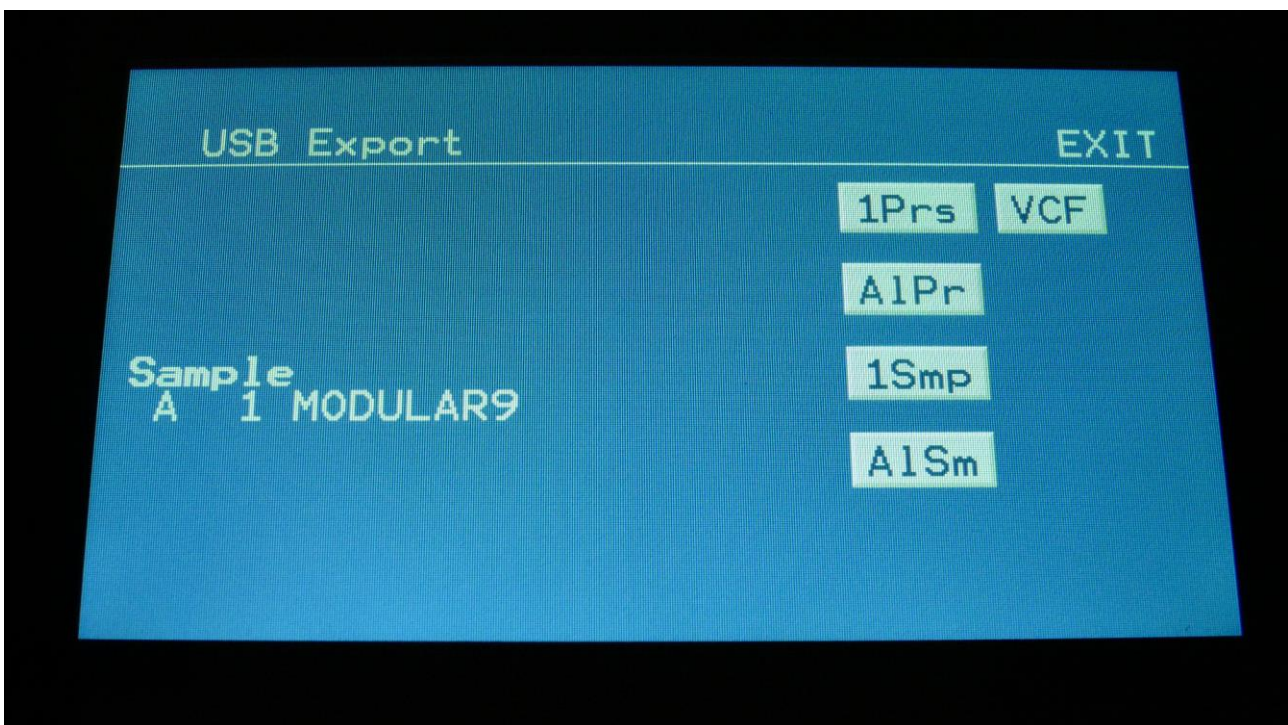 USB Export EXIT
1Prs VCF
AlPr
Sample 1Smp
A 1 MODULAR9
AlSm